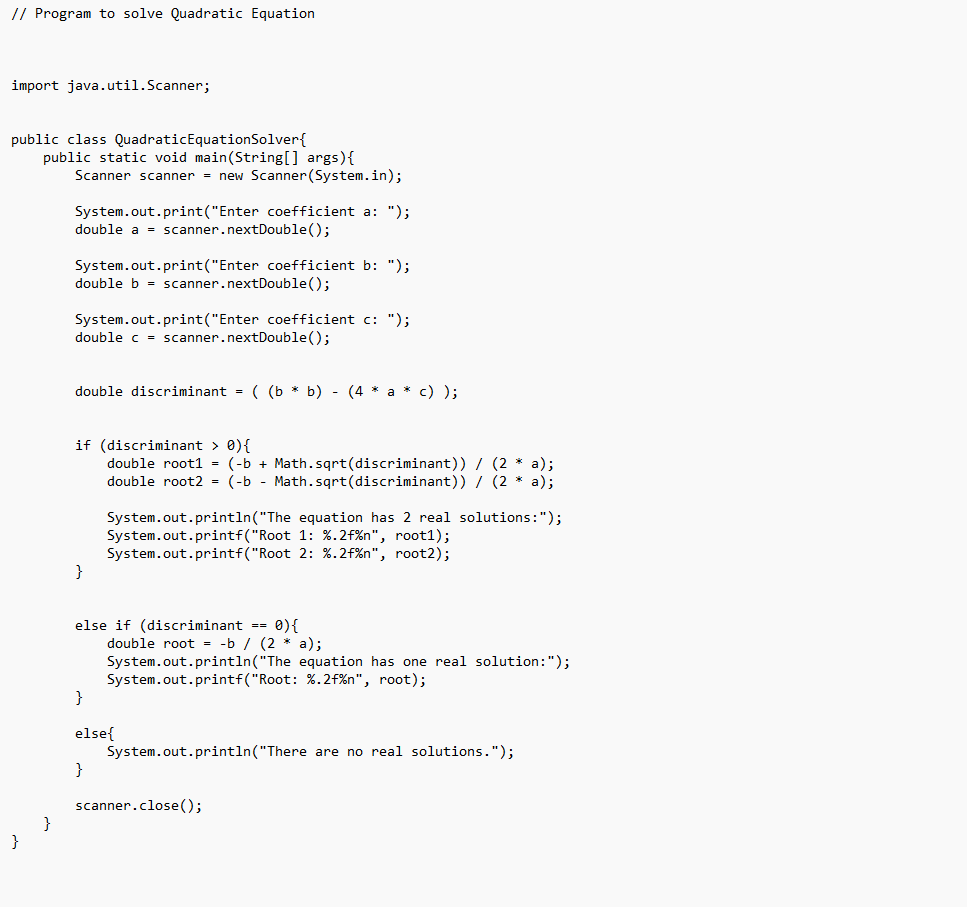 // Program to solve Quadratic Equation
import java.util.Scanner;
public class QuadraticEquationSolver{
    public static void main(String[] args){
        Scanner scanner = new Scanner(System.in);
        System.out.print("Enter coefficient a: ");
        double a = scanner.nextDouble();
        System.out.print("Enter coefficient b: ");
        double b = scanner.nextDouble();
        System.out.print("Enter coefficient c: ");
        double c = scanner.nextDouble();
        double discriminant = ( (b * b) - (4 * a * c) );
        if (discriminant > 0){
            double root1 = (-b + Math.sqrt(discriminant)) / (2 * a);
            double root2 = (-b - Math.sqrt(discriminant)) / (2 * a);
            System.out.println("The equation has 2 real solutions:");
            System.out.printf("Root 1: %.2f%n", root1);
            System.out.printf("Root 2: %.2f%n", root2);
        }
        else if (discriminant == 0){
            double root = -b / (2 * a);
            System.out.println("The equation has one real solution:");
            System.out.printf("Root: %.2f%n", root);
        }
        else{
            System.out.println("There are no real solutions.");
        }
        scanner.close();
    }
}